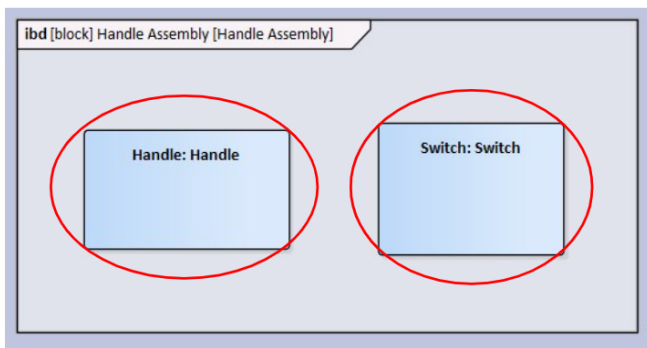 ibd [block] Handle Assembly [Handle Assembly]
Handle: Handle
Switch: Switch